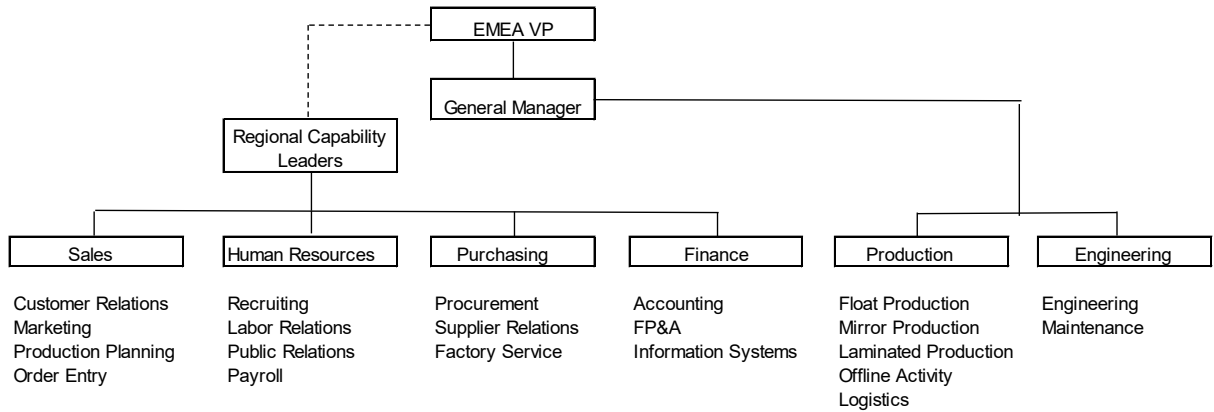 EMEA VP
General Manager
Regional Capability
Leaders
Sales
Human Resources
Purchasing
Finance
Production
Engineering
Customer Relations
Marketing
Production Planning
Order Entry
Recruiting
Labor Relations
Public Relations
Payroll
Procurement
Supplier Relations
Factory Service
Accounting
FP&A
Information Systems
Float Production
Mirror Production
Laminated Production
Offline Activity
Logistics
Engineering
Maintenance